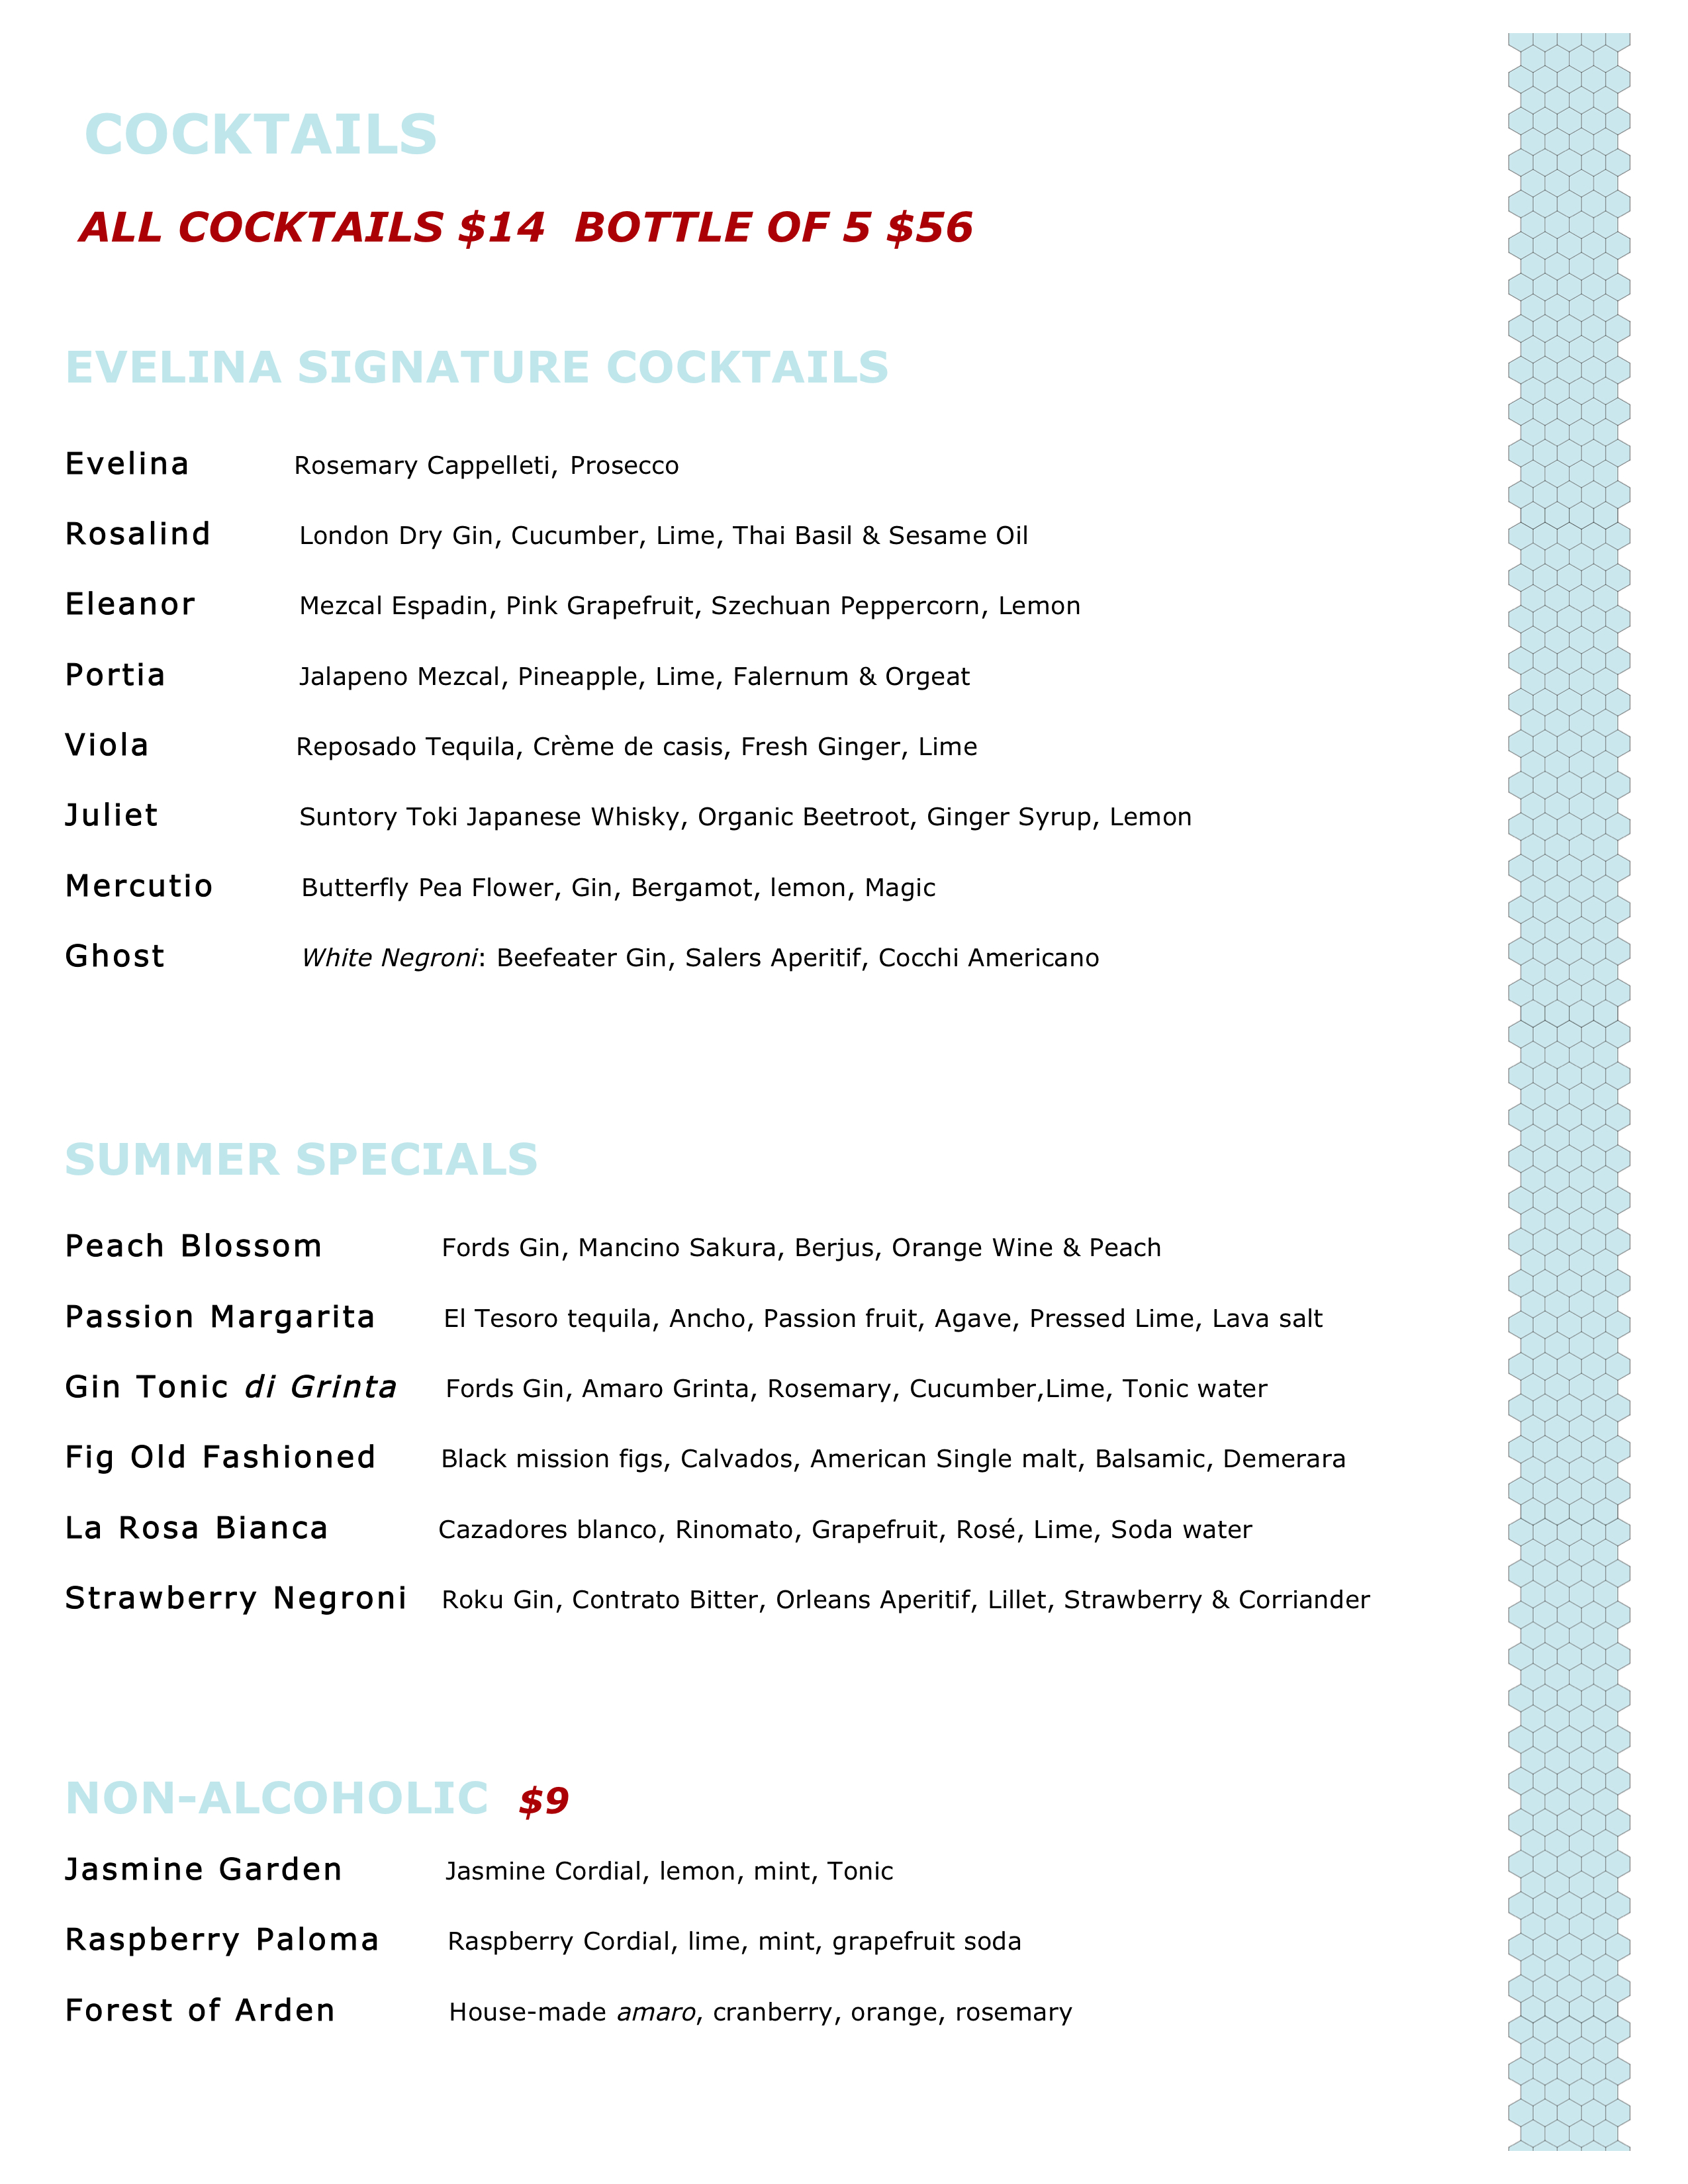 COCKTAILS
ALL COCKTAILS $14 BOTTLE OF 5 $56
EVELINA SIGNATURE COCKTAILS
Evelina Rosemary Cappelleti, Prosecco
Rosalind London Dry Gin, Cucumber, Lime, Thai Basil & Sesame Oil
Eleanor Mezcal Espadin, Pink Grapefruit, Szechuan Peppercorn, Lemon
Portia Jalapeno Mezcal, Pineapple, Lime, Falernum & Orgeat
Viola Reposado Tequila, Crème de casis, Fresh Ginger, Lime
Juliet Suntory Toki Japanese Whisky, Organic Beetroot, Ginger Syrup, Lemon
Mercutio Butterfly Pea Flower, Gin, Bergamot, lemon, Magic
Ghost White Negroni: Beefeater Gin, Salers Aperitif, Cocchi Americano
SUMMER SPECIALS
Peach Blossom Fords Gin, Mancino Sakura, Berjus, Orange Wine & Peach
Passion Margarita El Tesoro tequila, Ancho, Passion fruit, Agave, Pressed Lime, Lava salt
Gin Tonic di Grinta Fords Gin, Amaro Grinta, Rosemary, Cucumber,Lime, Tonic water
Fig Old Fashioned Black mission figs, Calvados, American Single malt, Balsamic, Demerara
La Rosa Bianca Cazadores blanco, Rinomato, Grapefruit, Rosé, Lime, Soda water
Strawberry Negroni Roku Gin, Contrato Bitter, Orleans Aperitif, Lillet, Strawberry & Corriander
NON-ALCOHOLIC $9
Jasmine Garden Jasmine Cordial, lemon, mint, Tonic
Raspberry Paloma Raspberry Cordial, lime, mint, grapefruit soda
Forest of Arden House-made amaro, cranberry, orange, rosemary